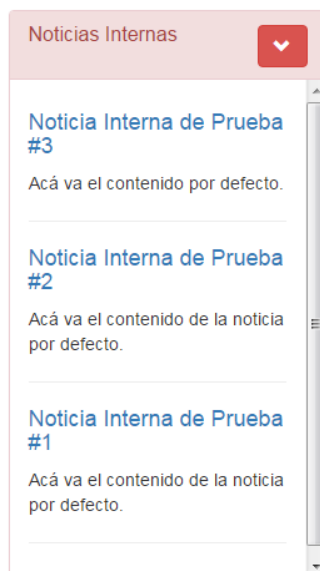 Noticias Internas
Noticia Interna de Prueba
#3
Acá va el contenido por defecto.
Noticia Interna de Prueba
#2
Acá va el contenido de la noticia
por defecto.
Noticia Interna de Prueba
#1
Acá va el contenido de la noticia
por defecto.